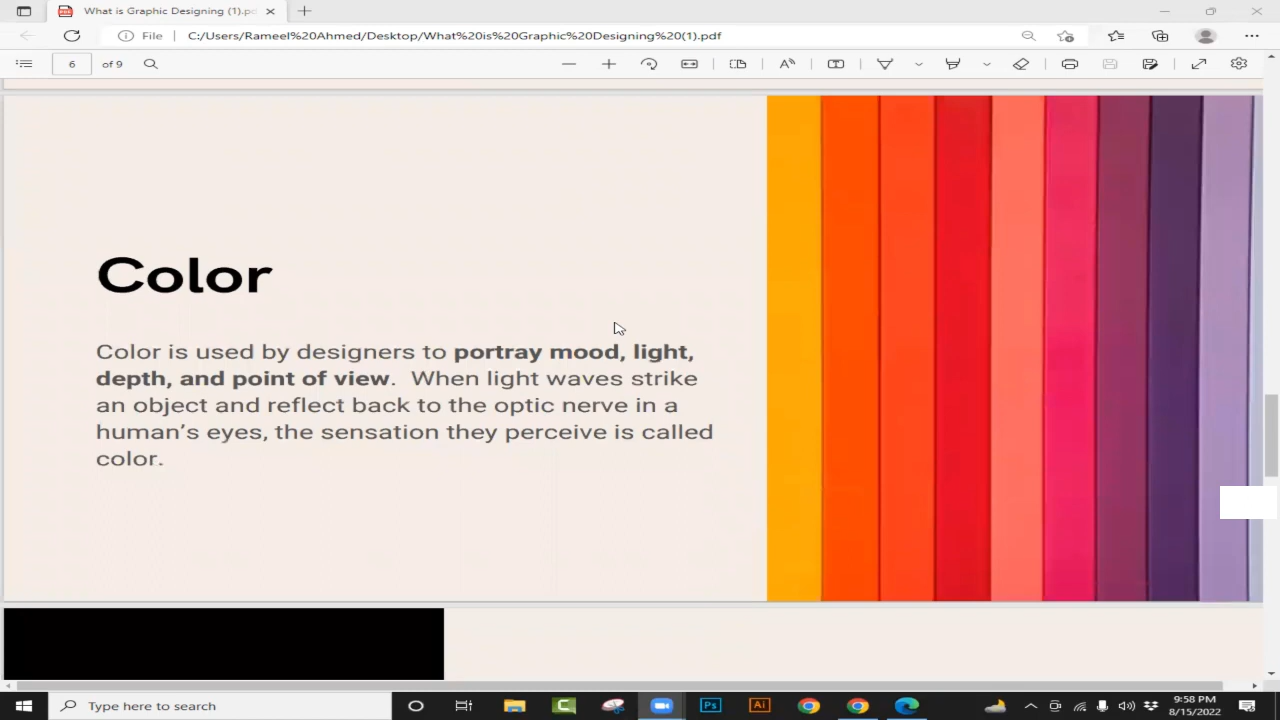 What is Graphic Designing (1).p
File
C:/Users/Rameel%20Ahmed/Desktop/What%20is%20Graphic%20Designing%20(1).pdf
6 of 9
Color
Color is used by designers to portray mood, light,
depth, and point of view. When light waves strike
an object and reflect back to the optic nerve in a
human’s eyes, the sensation they perceive is called
color.
Type here to search
Ps
Ai
9:58 PM
8/15/2022